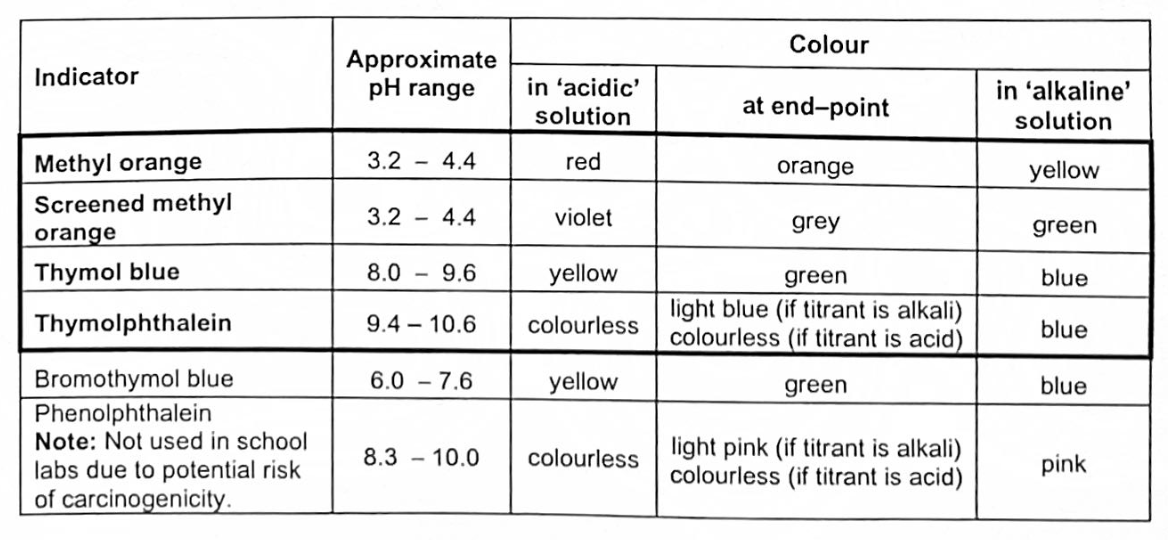 Indicator
Approximate
pH range
Colour
in ‘acidic’
solution
at end–point
in ‘alkaline’
solution
Methyl orange
3.2 – 4.4
red
orange
yellow
Screened methyl
orange
3.2 – 4.4
violet
grey
green
Thymol blue
8.0 – 9.6
yellow
green
blue
Thymolphthalein
9.4 – 10.6
colourless
light blue (if titrant is alkali)
colourless (if titrant is acid)
blue
Bromothymol blue
6.0 – 7.6
yellow
green
blue
Phenolphthalein
Note: Not used in school
labs due to potential risk
of carcinogenicity.
8.3 – 10.0
colourless
light pink (if titrant is alkali)
colourless (if titrant is acid)
pink